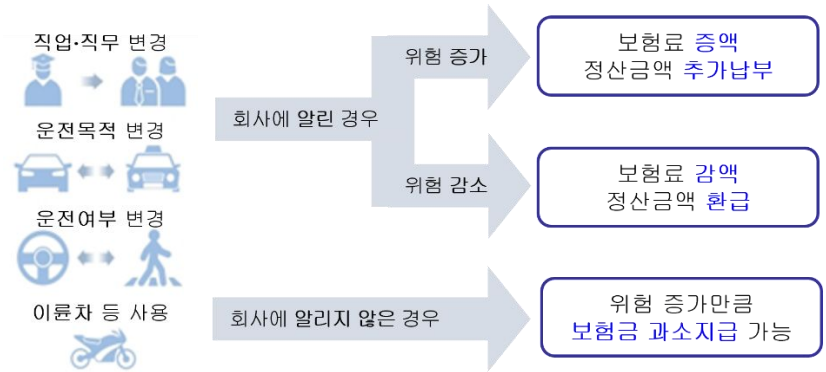 직업·직무 변경
운전목적 변경
운전여부 변경
이륜차 등 사용
회사에 알린 경우
위험 증가
보험료 증액
정산금액 추가납부
위험 감소
보험료 감액
정산금액 환급
회사에 알리지 않은 경우
위험 증가만큼
보험금 과소지급 가능